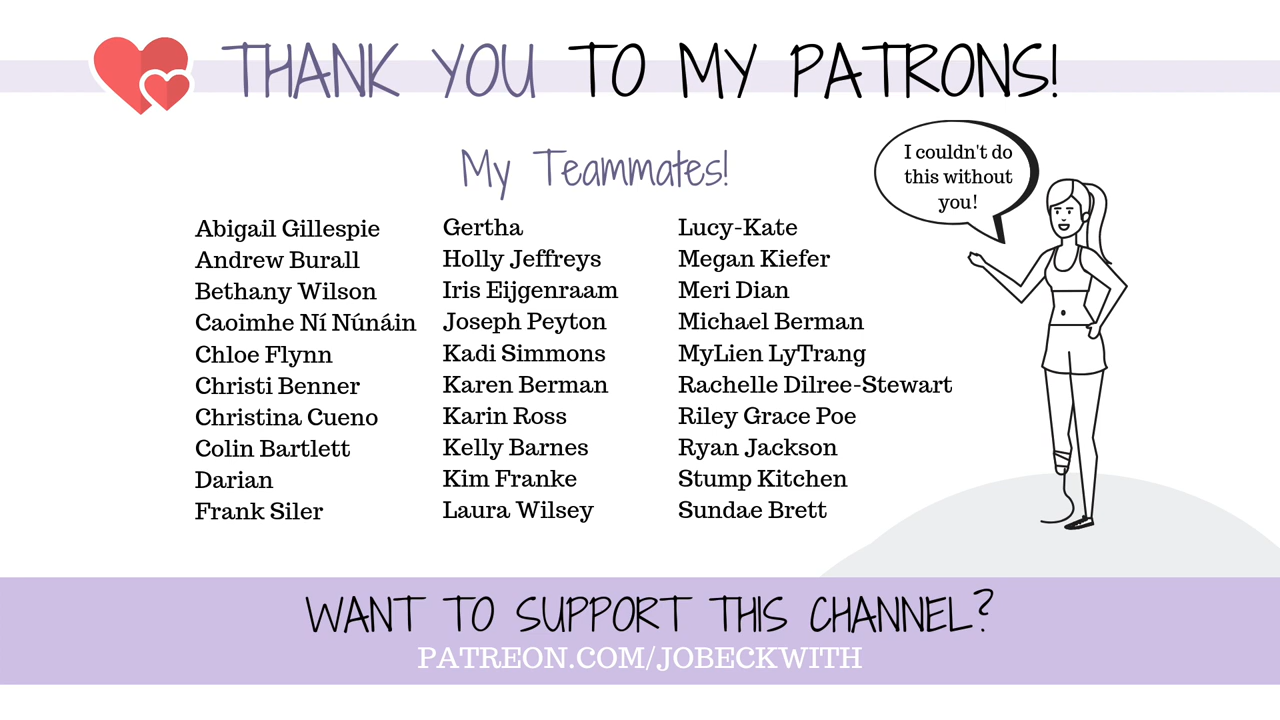 THANK YOU TO MY PATRONS!
My Teammates!
I couldn't do
this without
you!
Abigail Gillespie
Andrew Burall
Bethany Wilson
Caoimhe Ní Núnáin
Chloe Flynn
Christi Benner
Christina Cueno
Colin Bartlett
Darian
Frank Siler
Gertha
Holly Jeffreys
Iris Eijgenraam
Joseph Peyton
Kadi Simmons
Karen Berman
Karin Ross
Kelly Barnes
Kim Franke
Laura Wilsey
Lucy-Kate
Megan Kiefer
Meri Dian
Michael Berman
MyLien LyTrang
Rachelle Dilree-Stewart
Riley Grace Poe
Ryan Jackson
Stump Kitchen
Sundae Brett
WANT TO SUPPORT THIS CHANNEL?
PATREON.COM/JOBECKWITH